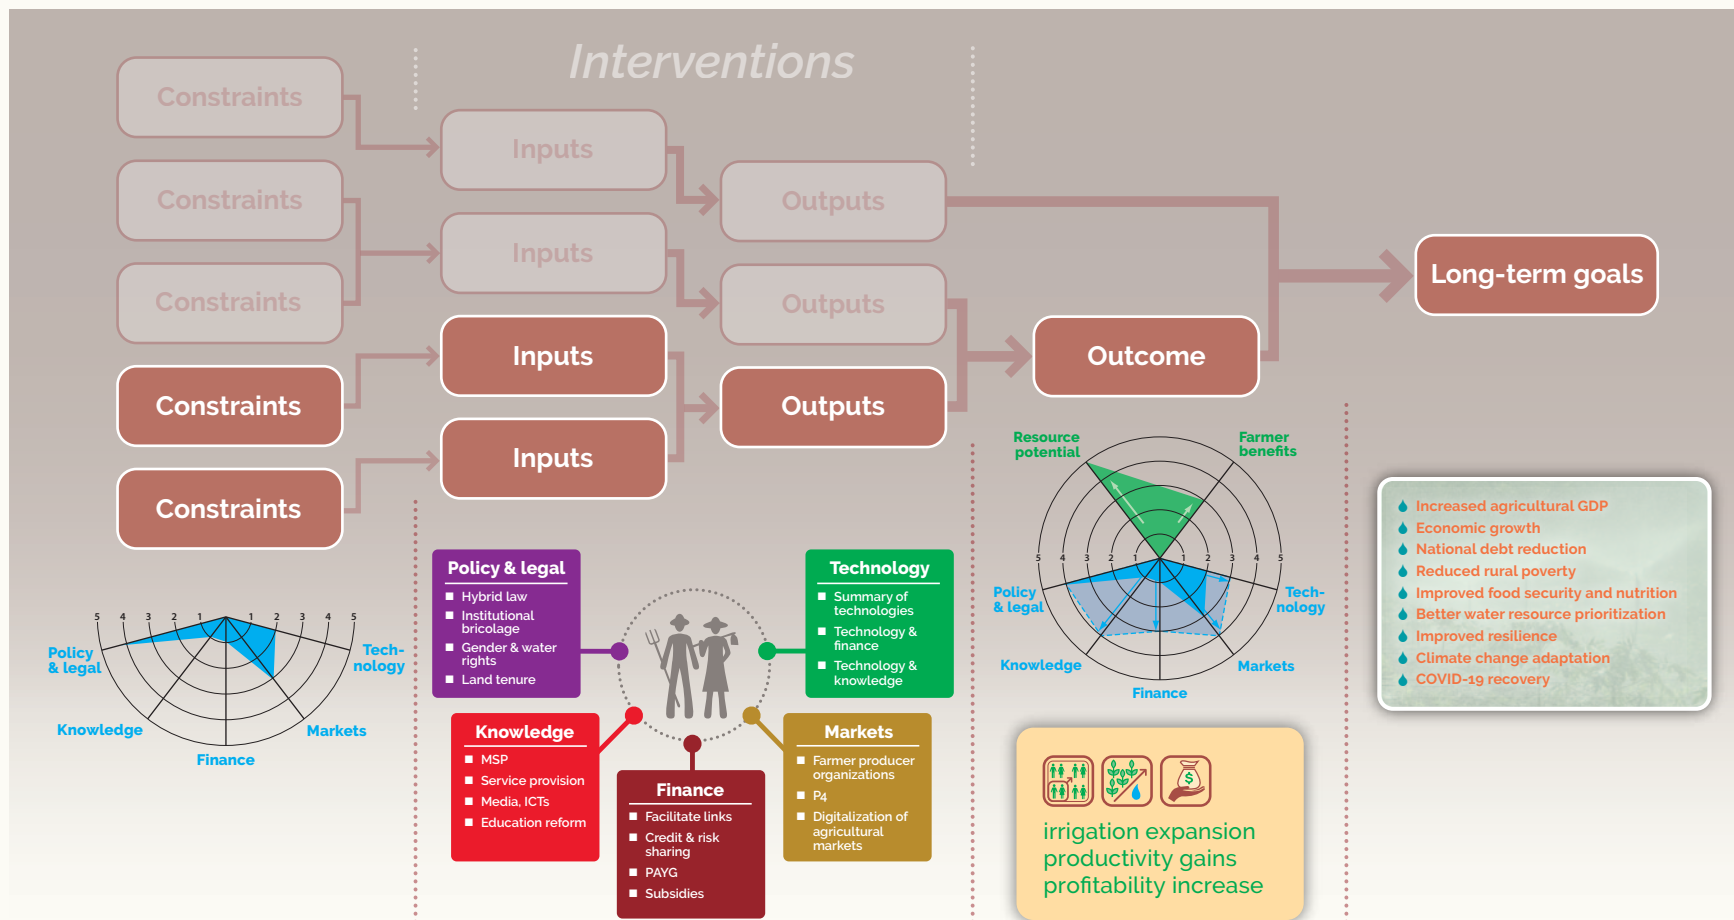 Interventions
Constraints
Constraints
Constraints
Constraints
Constraints
Inputs
Inputs
Inputs
Inputs
Outputs
Outputs
Outputs
Outcome
Long-term goals
5 4 3 2 1 1 2 3 4 5
Policy
& legal
Tech-
nology
Knowledge
Markets
Finance
Policy & legal
Hybrid law
Institutional
bricolage
Gender & water
rights
Land tenure
Technology
Summary of
technologies
Technology &
finance
Technology &
knowledge
Knowledge
MSP
Service provision
Media, ICTs
Education reform
Finance
Facilitate links
Credit & risk
sharing
PAYG
Subsidies
Markets
Farmer producer
organizations
P4
Digitalization of
agricultural
markets
Resource
potential
Farmer
benefits
5 4 3 2 1 1 2 3 4 5
Policy
& legal
Tech-
nology
Knowledge
Markets
Finance
$
irrigation expansion
productivity gains
profitability increase
Increased agricultural GDP
Economic growth
National debt reduction
Reduced rural poverty
Improved food security and nutrition
Better water resource prioritization
Improved resilience
Climate change adaptation
COVID-19 recovery